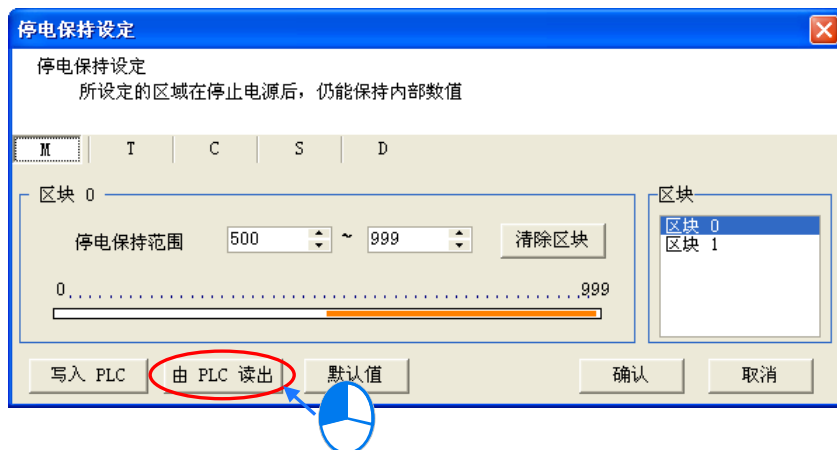 停电保持设定
停电保持设定
所设定的区域在停止电源后，仍能保持内部数值
M T C S D
区块 0
停电保持范围 500 ~ 999 清除区块
0 999
区块
区块 0
区块 1
写入 PLC 由 PLC 读出 默认值 确认 取消